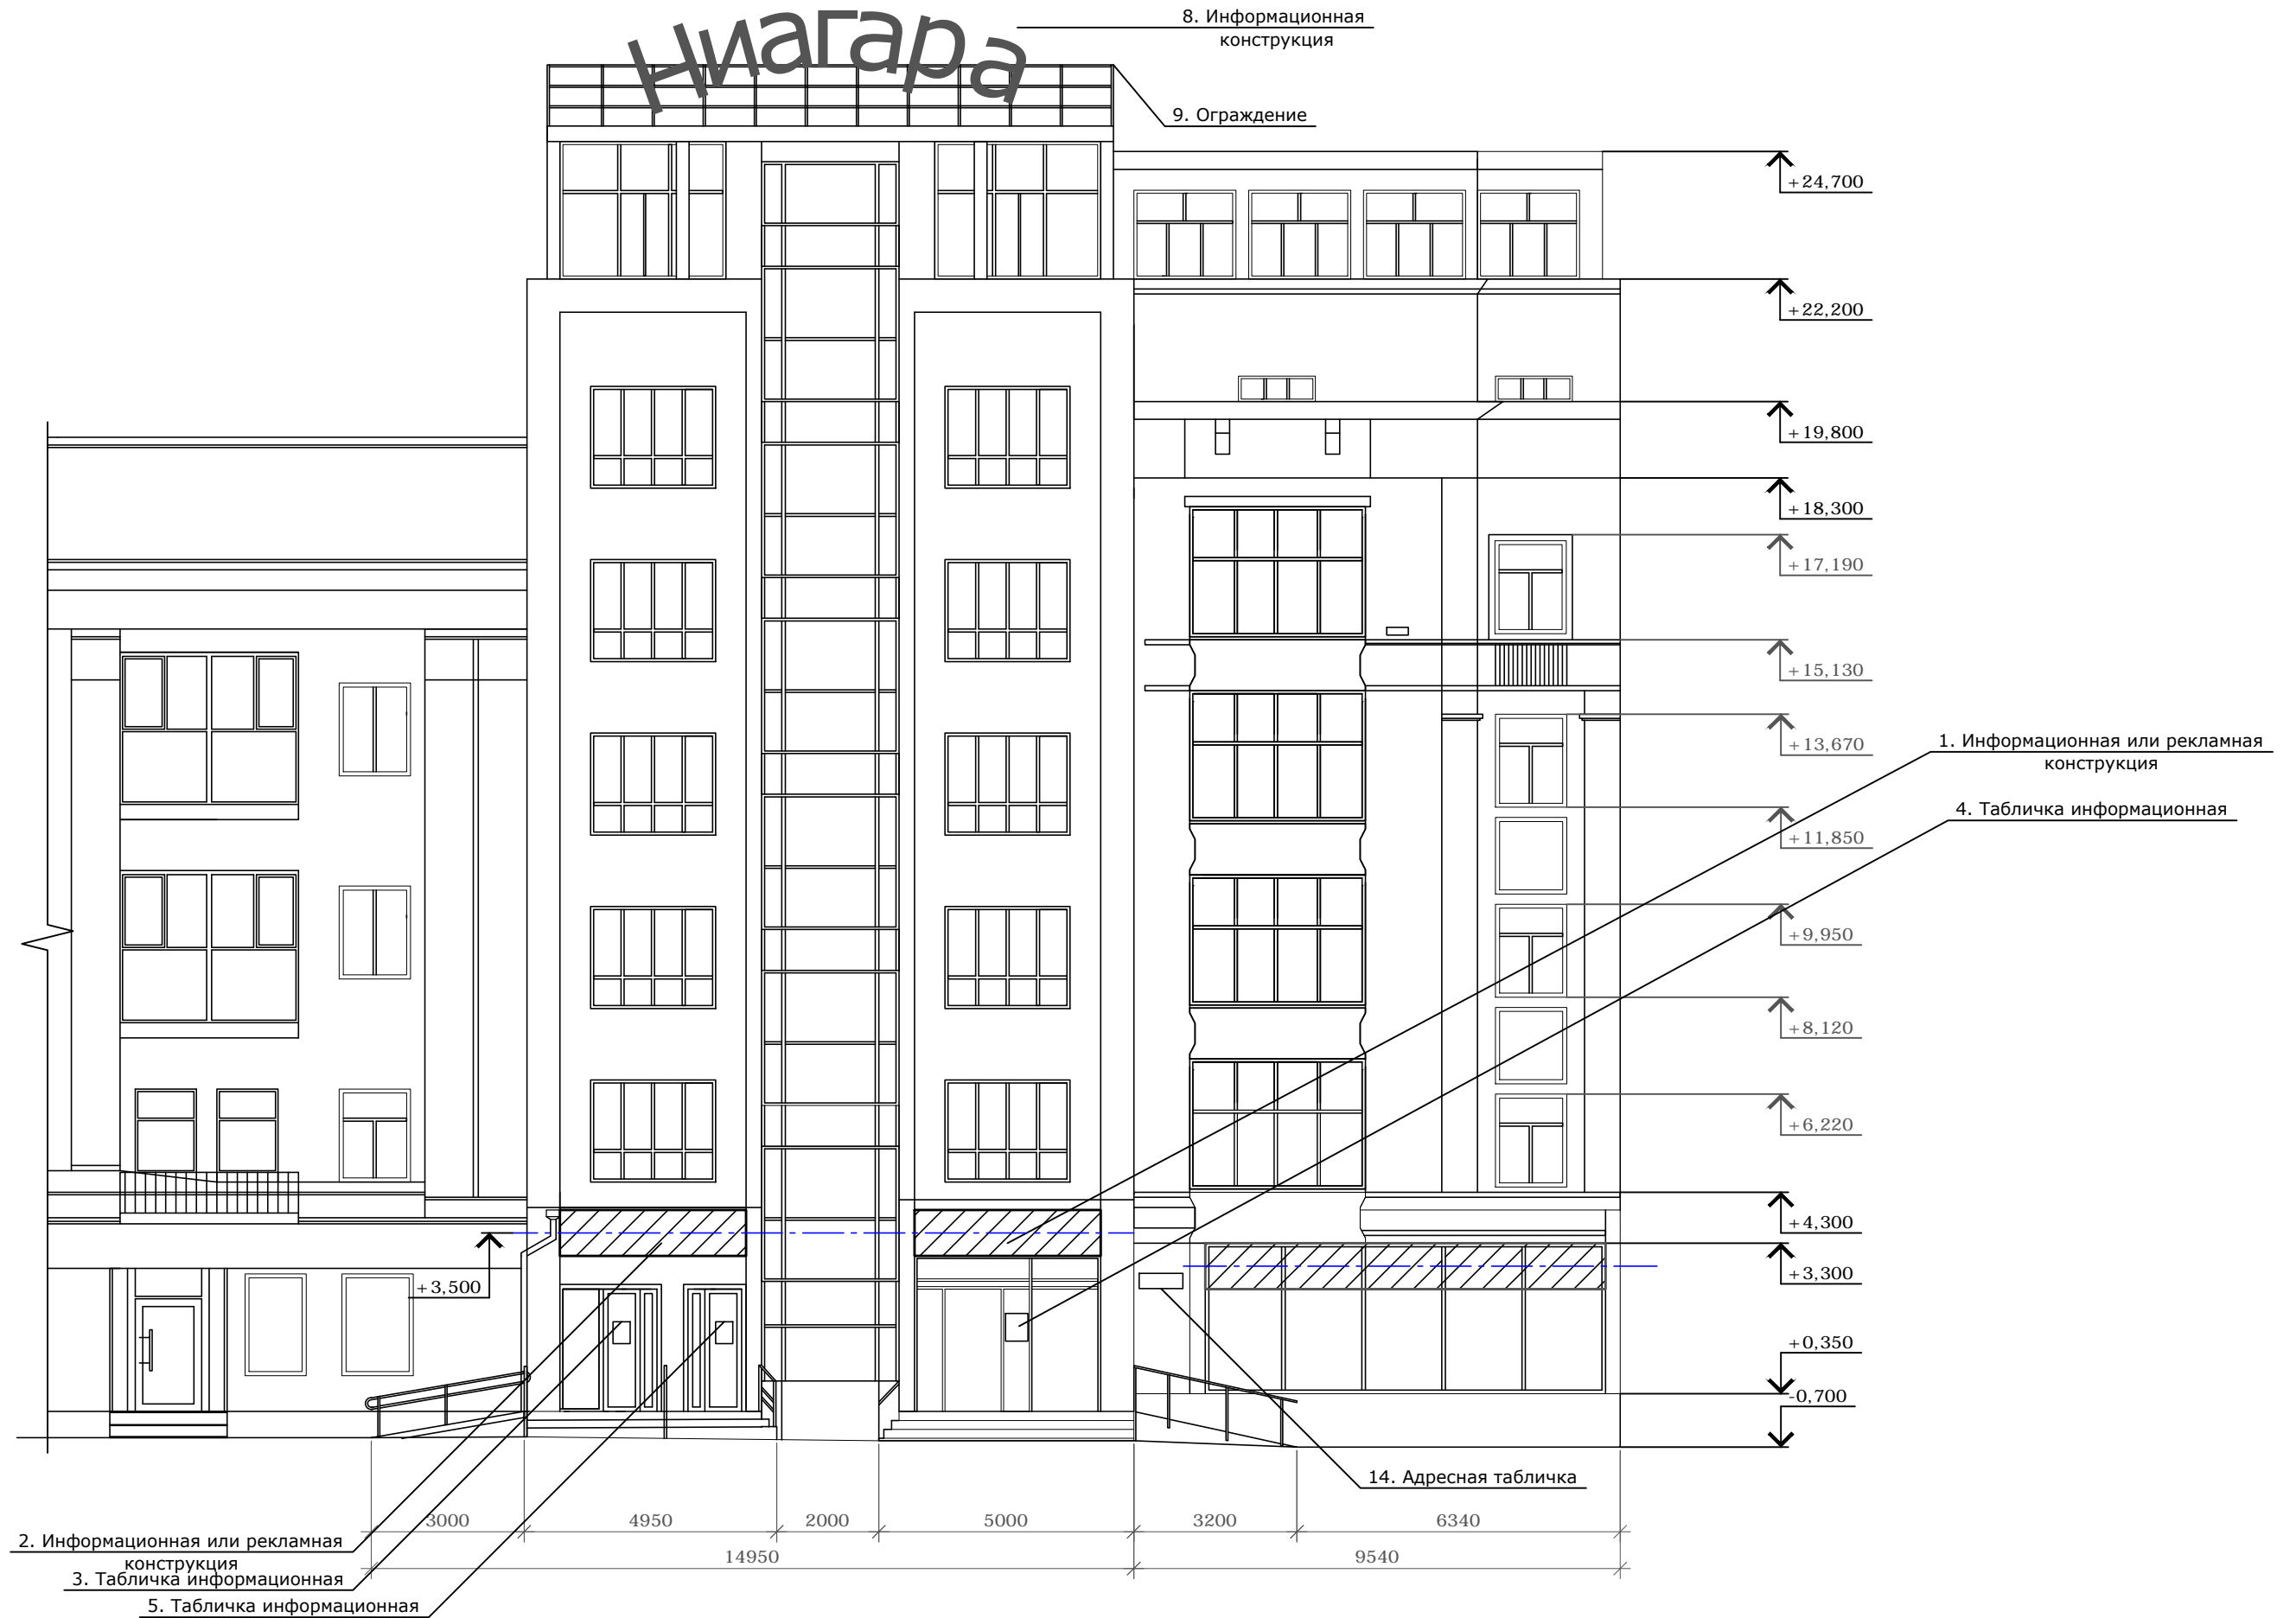 Ниагара
8. Информационная
конструкция
9. Ограждение
+24,700
+22,200
+19,800
+18,300
+17,190
+15,130
+13,670
1. Информационная или рекламная
конструкция
4. Табличка информационная
+11,850
+9,950
+8,120
+6,220
+4,300
+3,500
+3,300
+0,350
-0,700
14. Адресная табличка
3000
4950
2000
5000
3200
6340
14950
9540
2. Информационная или рекламная
конструкция
3. Табличка информационная
5. Табличка информационная